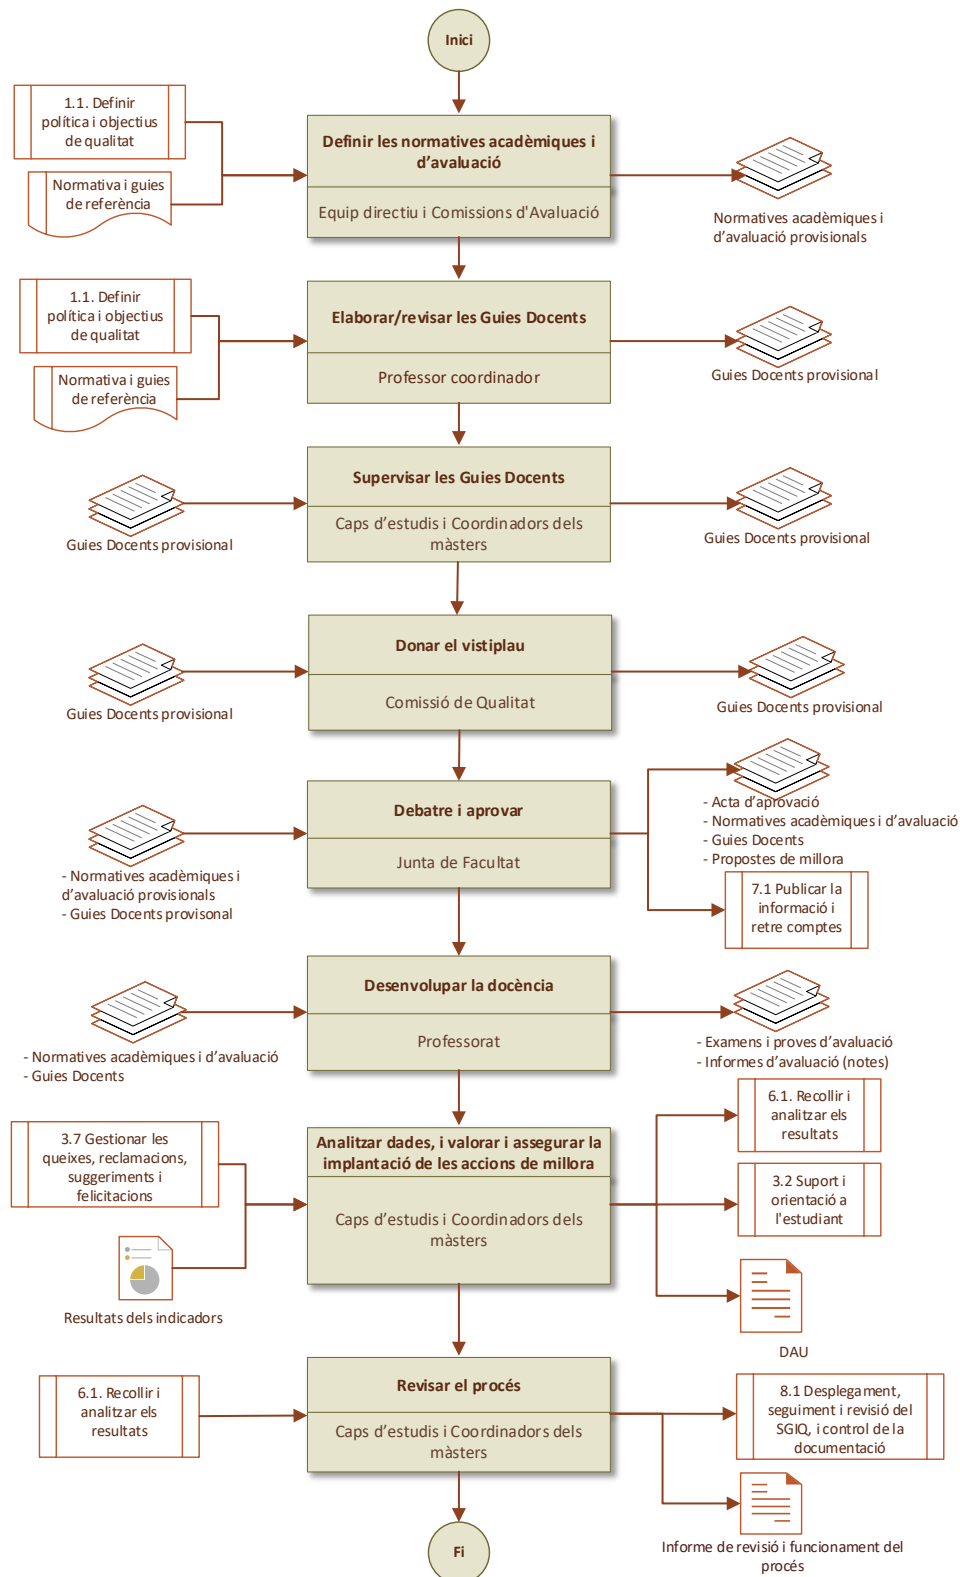 Inici
1.1. Definir
política i objectius
de qualitat
Normativa i guies
de referència
Definir les normatives acadèmiques i
d’avaluació
Equip directiu i Comissions d'Avaluació
Normatives acadèmiques i
d’avaluació provisionals
1.1. Definir
política i objectius
de qualitat
Normativa i guies
de referència
Elaborar/revisar les Guies Docents
Professor coordinador
Guies Docents provisional
Guies Docents provisional
Supervisar les Guies Docents
Caps d’estudis i Coordinadors dels
màsters
Guies Docents provisional
Guies Docents provisional
Donar el vistiplau
Comissió de Qualitat
Guies Docents provisional
- Normatives acadèmiques i
d’avaluació provisionals
- Guies Docents provisonal
Debatre i aprovar
Junta de Facultat
- Acta d’aprovació
- Normatives acadèmiques i d’avaluació
- Guies Docents
- Propostes de millora
7.1 Publicar la
informació i
retre comptes
- Normatives acadèmiques i d’avaluació
- Guies Docents
Desenvolupar la docència
Professorat
- Examens i proves d’avaluació
- Informes d’avaluació (notes)
3.7 Gestionar les
queixes, reclamacions,
suggeriments i
felicitacions
Resultats dels indicadors
Analitzar dades, i valorar i assegurar la
implantació de les accions de millora
Caps d’estudis i Coordinadors dels
màsters
6.1. Recollir i
analitzar els
resultats
3.2 Suport i
orientació a
l'estudiant
DAU
6.1. Recollir i
analitzar els
resultats
Revisar el procés
Caps d’estudis i Coordinadors dels
màsters
8.1 Desplegament,
seguiment i revisió del
SGIQ, i control de la
documentació
Informe de revisió i funcionament del
procés
Fi